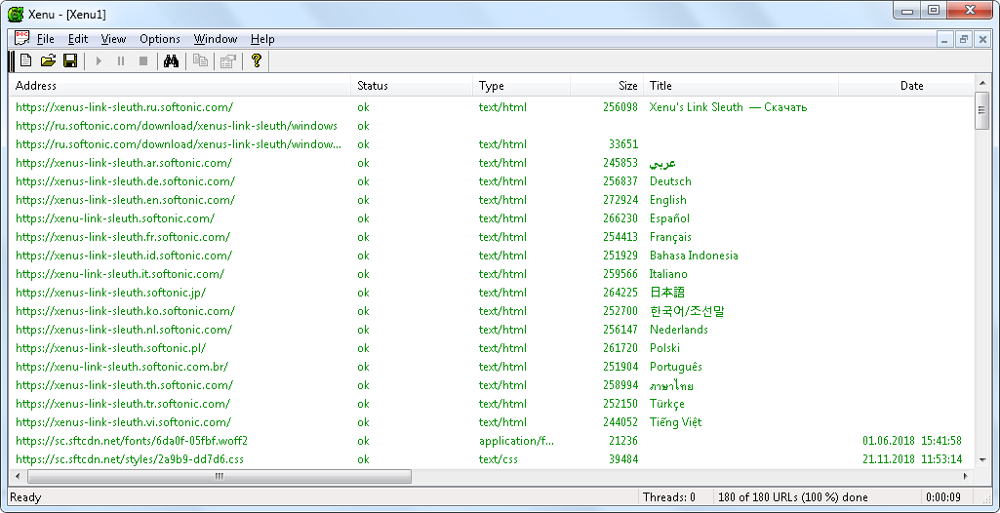 Xenu - [Xenu1]
File Edit View Options Window Help
Address Status Type Size Title Date
https://xenus-link-sleuth.ru.softonic.com/ ok text/html 256098 Xenu's Link Sleuth — Скачать
https://ru.softonic.com/download/xenus-link-sleuth/windows ok
https://ru.softonic.com/download/xenus-link-sleuth/window... ok text/html 33651
https://xenus-link-sleuth.ar.softonic.com/ ok text/html 245853 عربي
https://xenus-link-sleuth.de.softonic.com/ ok text/html 256837 Deutsch
https://xenus-link-sleuth.en.softonic.com/ ok text/html 272924 English
https://xenu-link-sleuth.softonic.com/ ok text/html 266230 Español
https://xenus-link-sleuth.fr.softonic.com/ ok text/html 254413 Français
https://xenus-link-sleuth.id.softonic.com/ ok text/html 251929 Bahasa Indonesia
https://xenu-link-sleuth.it.softonic.com/ ok text/html 259566 Italiano
https://xenus-link-sleuth.softonic.jp/ ok text/html 264225 日本語
https://xenus-link-sleuth.ko.softonic.com/ ok text/html 252700 한국어/조선말
https://xenus-link-sleuth.nl.softonic.com/ ok text/html 256147 Nederlands
https://xenus-link-sleuth.softonic.pl/ ok text/html 261720 Polski
https://xenu-link-sleuth.softonic.com.br/ ok text/html 251904 Português
https://xenus-link-sleuth.th.softonic.com/ ok text/html 258994 ภาษาไทย
https://xenus-link-sleuth.tr.softonic.com/ ok text/html 252150 Türkçe
https://xenus-link-sleuth.vi.softonic.com/ ok text/html 244052 Tiếng Việt
https://sc.sftcdn.net/fonts/6da0f-05fbf.woff2 ok application/f... 21236 01.06.2018 15:41:58
https://sc.sftcdn.net/styles/2a9b9-dd7d6.css ok text/css 39484 21.11.2018 11:53:14
Ready Threads: 0 180 of 180 URLs (100 %) done 0:00:09